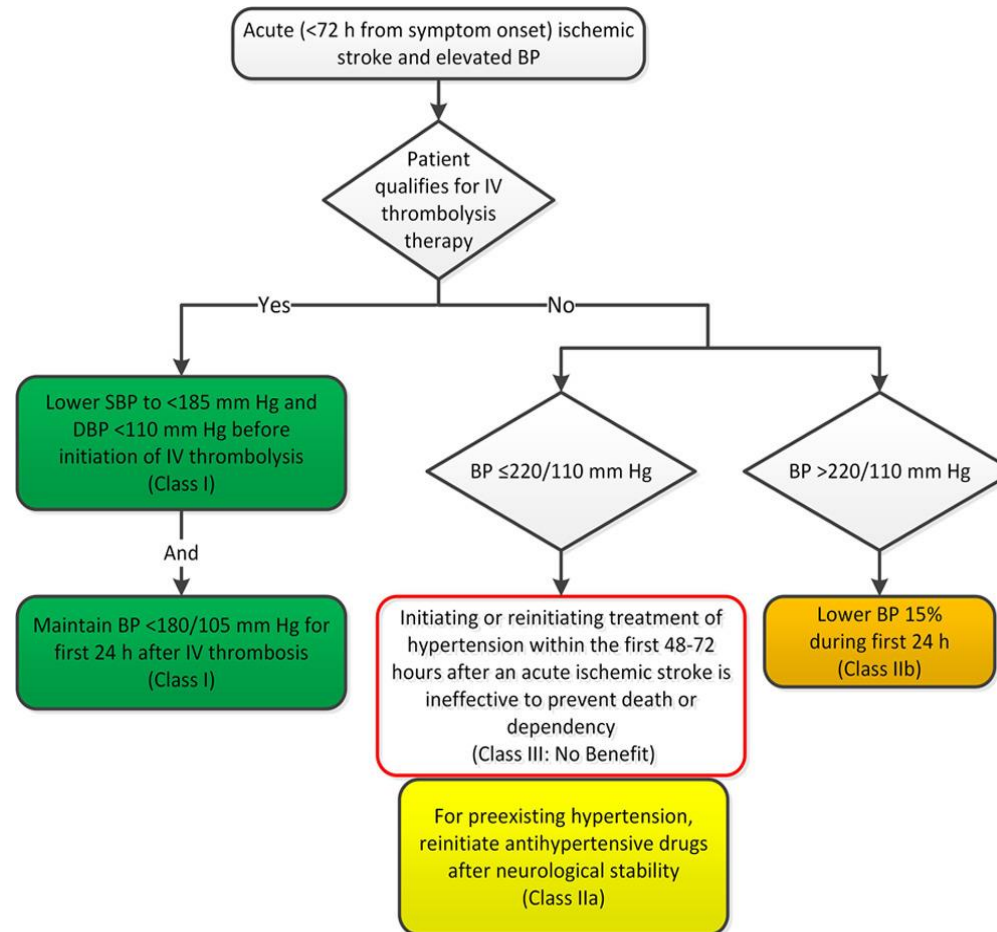 Acute (<72 h from symptom onset) ischemic
stroke and elevated BP
Patient
qualifies for IV
thrombolysis
therapy
Yes
No
Lower SBP to <185 mm Hg and
DBP <110 mm Hg before
initiation of IV thrombolysis
(Class I)
And
Maintain BP <180/105 mm Hg for
first 24 h after IV thrombosis
(Class I)
BP ≤220/110 mm Hg
Initiating or reinitiating treatment of
hypertension within the first 48-72
hours after an acute ischemic stroke is
ineffective to prevent death or
dependency
(Class III: No Benefit)
For preexisting hypertension,
reinitiate antihypertensive drugs
after neurological stability
(Class IIa)
BP >220/110 mm Hg
Lower BP 15%
during first 24 h
(Class IIb)